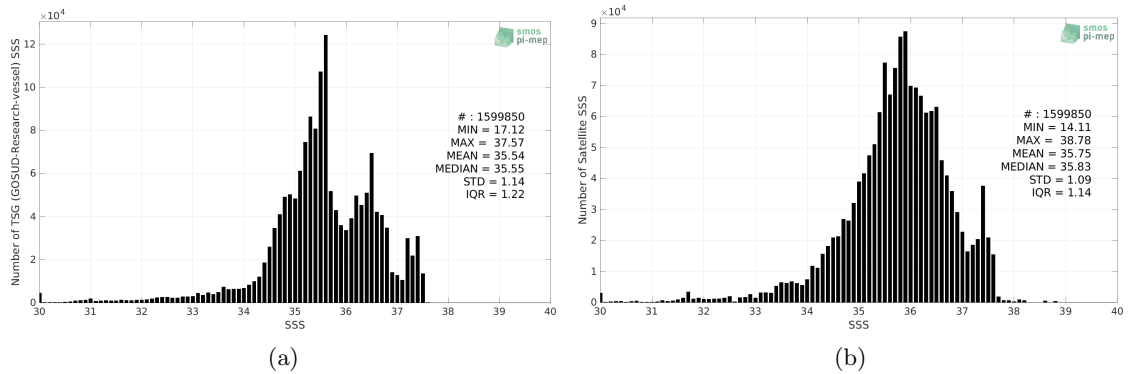 ×10⁴
12
10
8
6
4
2
0
30 31 32 33 34 35 36 37 38 39 40
SSS
Number of TSG (GOSUD-Research-vessel) SSS
smos
pi-mep
# : 1599850
MIN = 17.12
MAX = 37.57
MEAN = 35.54
MEDIAN = 35.55
STD = 1.14
IQR = 1.22
(a)
×10⁴
9
8
7
6
5
4
3
2
1
0
30 31 32 33 34 35 36 37 38 39 40
SSS
Number of Satellite SSS
smos
pi-mep
# : 1599850
MIN = 14.11
MAX = 38.78
MEAN = 35.75
MEDIAN = 35.83
STD = 1.09
IQR = 1.14
(b)